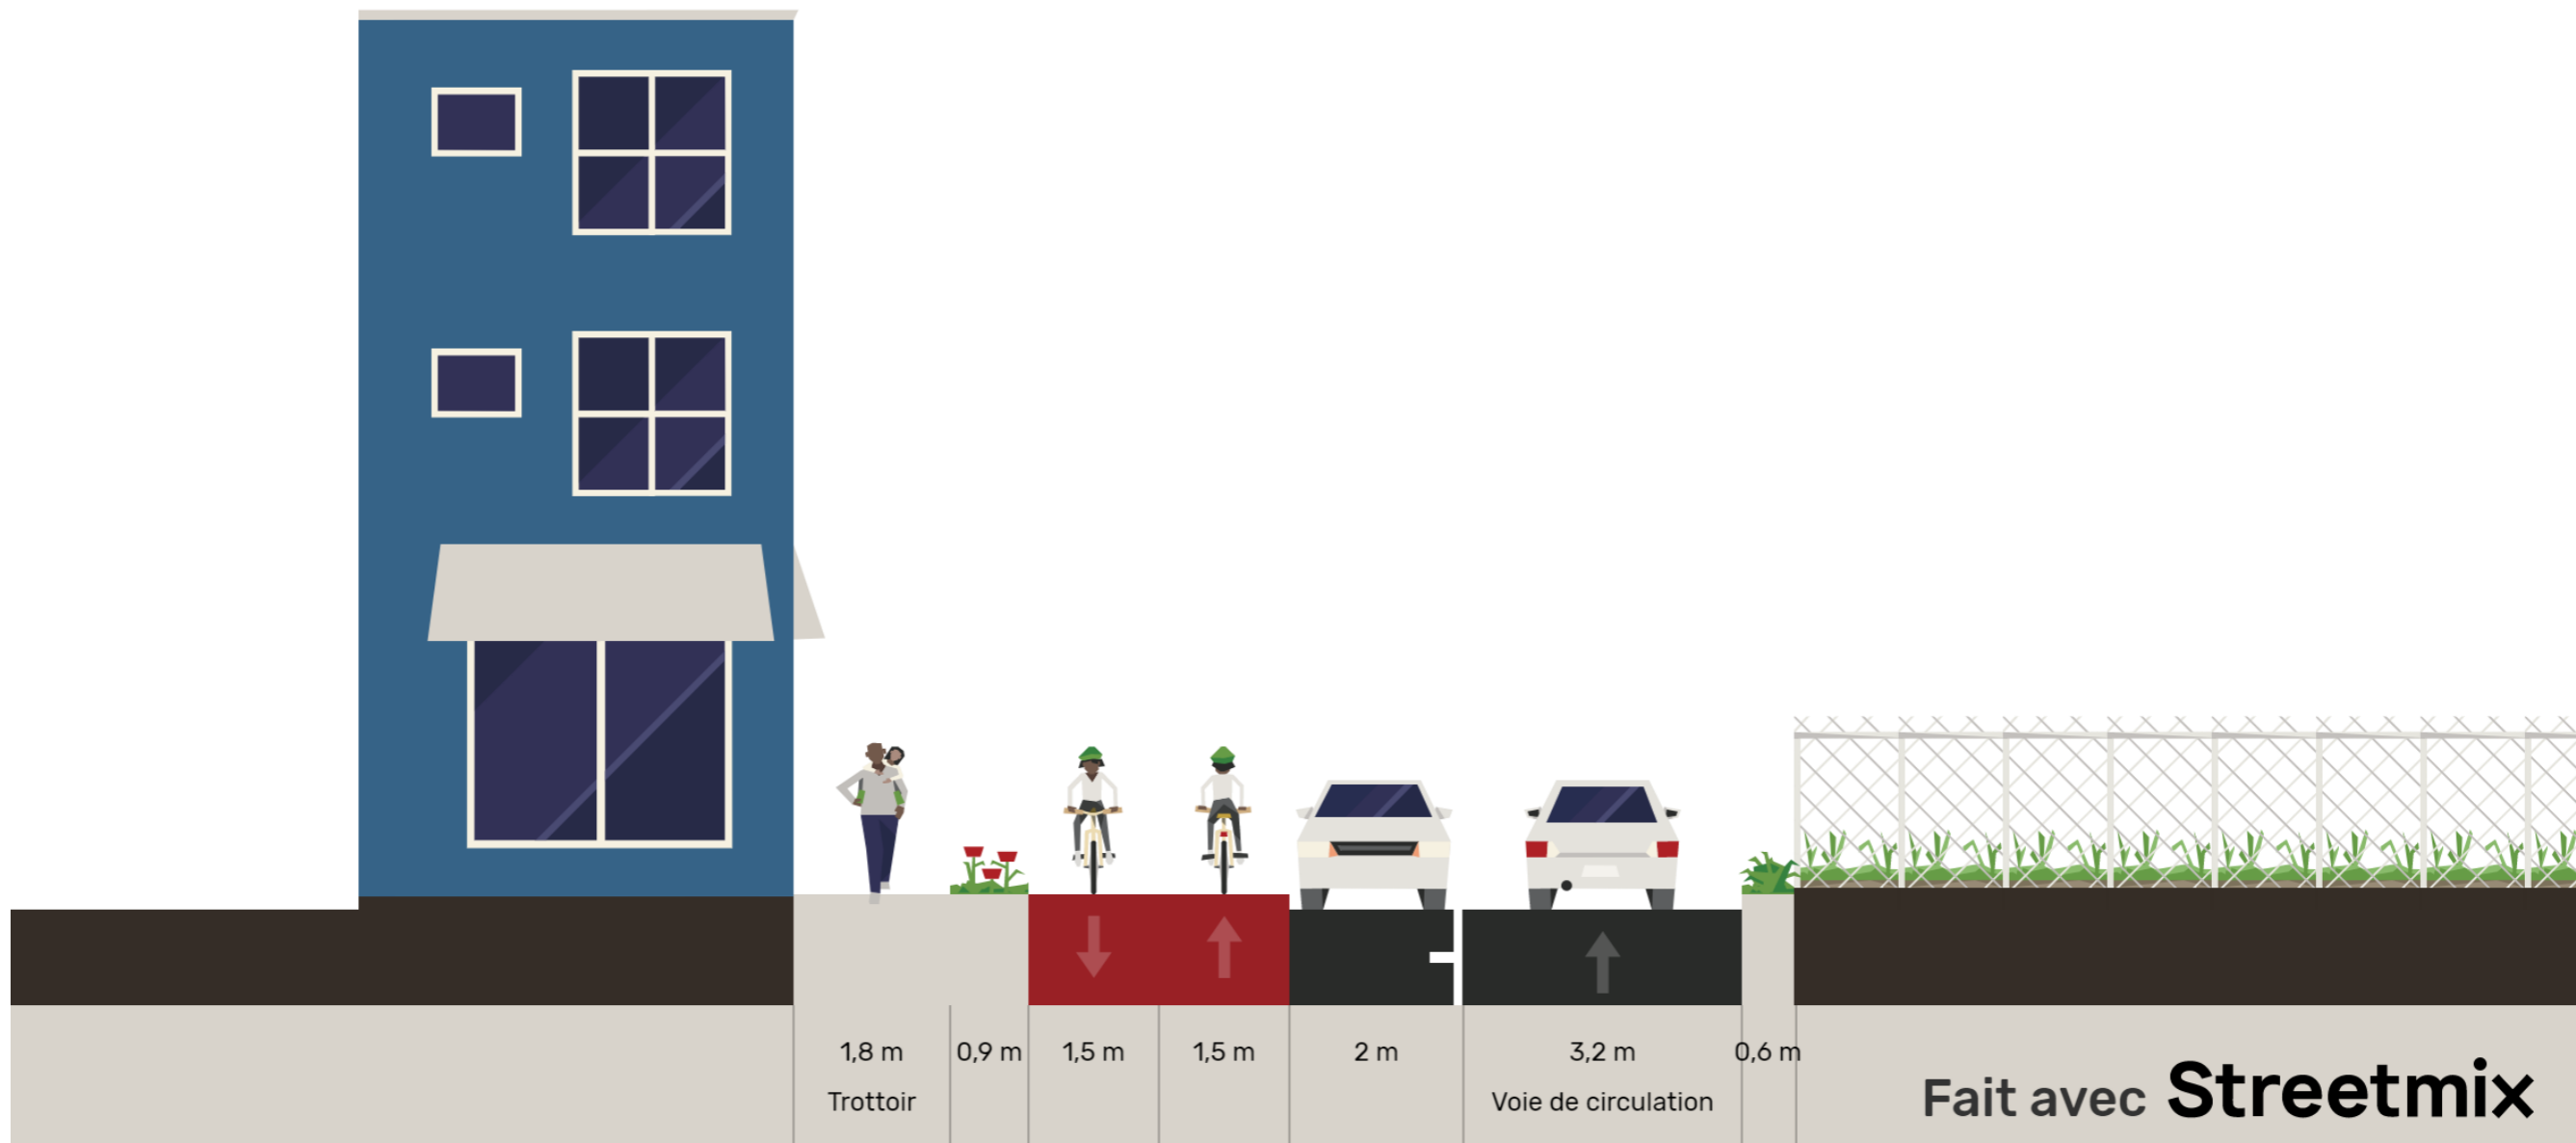 1,8 m
0,9 m
1,5 m
1,5 m
2 m
3,2 m
0,6 m
Trottoir
Voie de circulation
Fait avec Streetmix